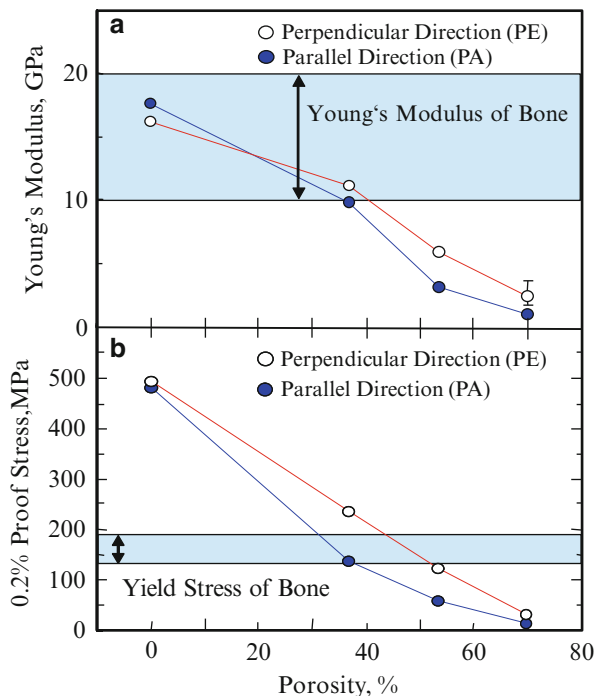 a
Perpendicular Direction (PE)
Parallel Direction (PA)
20
Young‘s Modulus of Bone
10
0
Young's Modulus, GPa
b
Perpendicular Direction (PE)
Parallel Direction (PA)
500
400
300
200
100
0
Yield Stress of Bone
0.2% Proof Stress,MPa
0 20 40 60 80
Porosity, %